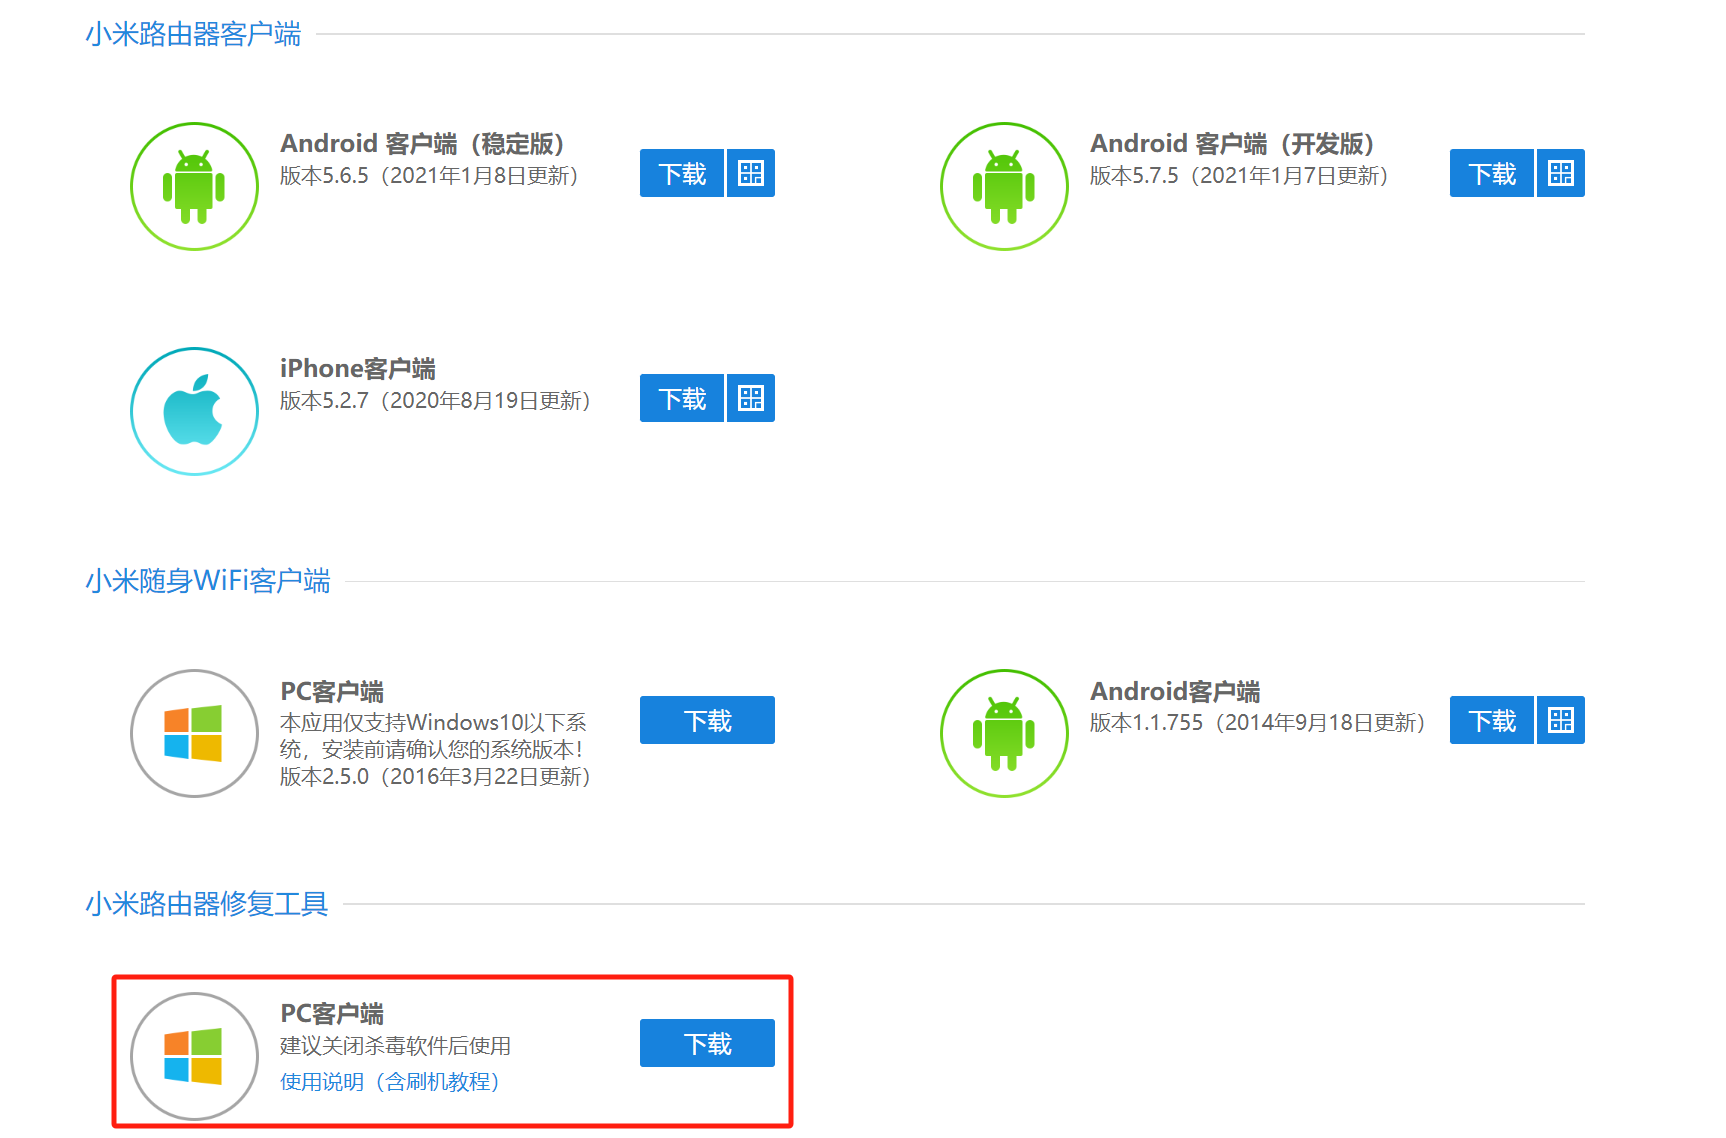 小米路由器客户端
Android 客户端（稳定版）
版本5.6.5（2021年1月8日更新）
下载
Android 客户端（开发版）
版本5.7.5（2021年1月7日更新）
下载
iPhone客户端
版本5.2.7（2020年8月19日更新）
下载
小米随身WiFi客户端
PC客户端
本应用仅支持Windows10以下系
统，安装前请确认您的系统版本！
版本2.5.0（2016年3月22日更新）
下载
Android客户端
版本1.1.755（2014年9月18日更新）
下载
小米路由器修复工具
PC客户端
建议关闭杀毒软件后使用
使用说明（含刷机教程）
下载